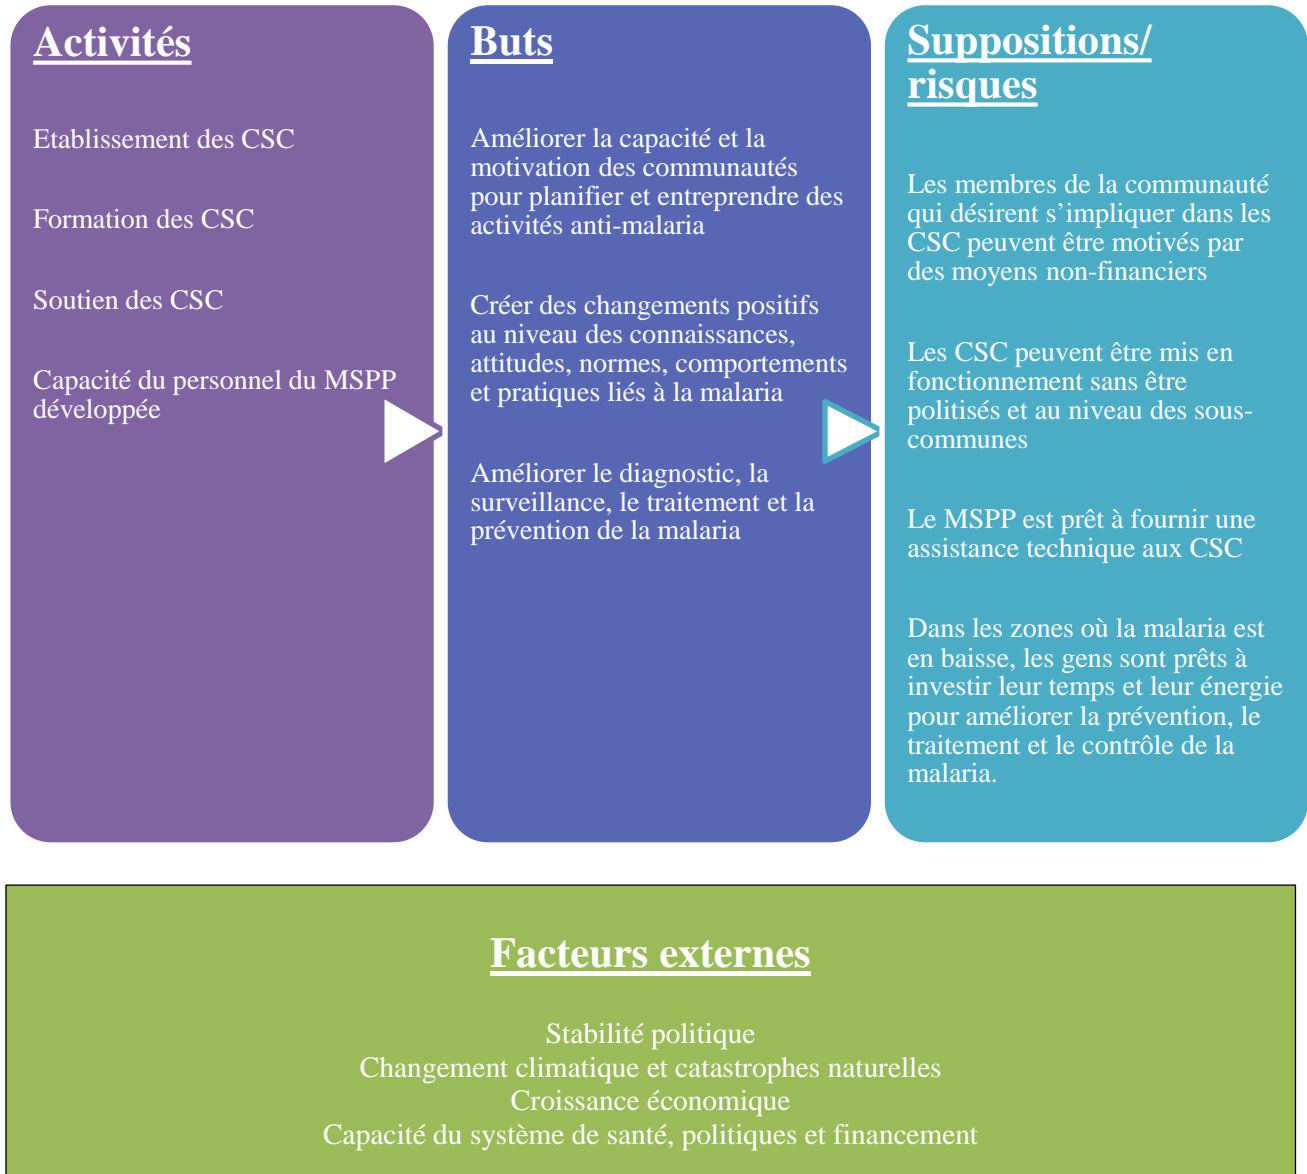 Activités
Etablissement des CSC
Formation des CSC
Soutien des CSC
Capacité du personnel du MSPP
développée
Buts
Améliorer la capacité et la
motivation des communautés
pour planifier et entreprendre des
activités anti-malaria
Créer des changements positifs
au niveau des connaissances,
attitudes, normes, comportements
et pratiques liés à la malaria
Améliorer le diagnostic, la
surveillance, le traitement et la
prévention de la malaria
Suppositions/
risques
Les membres de la communauté
qui désirent s’impliquer dans les
CSC peuvent être motivés par
des moyens non-financiers
Les CSC peuvent être mis en
fonctionnement sans être
politisés et au niveau des sous-
communes
Le MSPP est prêt à fournir une
assistance technique aux CSC
Dans les zones où la malaria est
en baisse, les gens sont prêts à
investir leur temps et leur énergie
pour améliorer la prévention, le
traitement et le contrôle de la
malaria.
Facteurs externes
Stabilité politique
Changement climatique et catastrophes naturelles
Croissance économique
Capacité du système de santé, politiques et financement